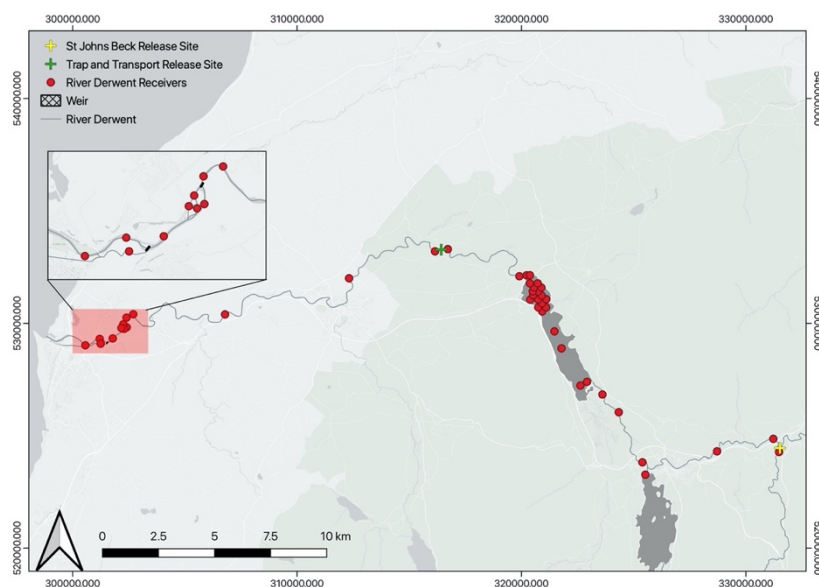 300000.000 310000.000 320000.000 330000.000
St Johns Beck Release Site
Trap and Transport Release Site
River Derwent Receivers
Weir
River Derwent
540000.000
530000.000
520000.000
0 2.5 5 7.5 10 km
300000.000 310000.000 320000.000 330000.000